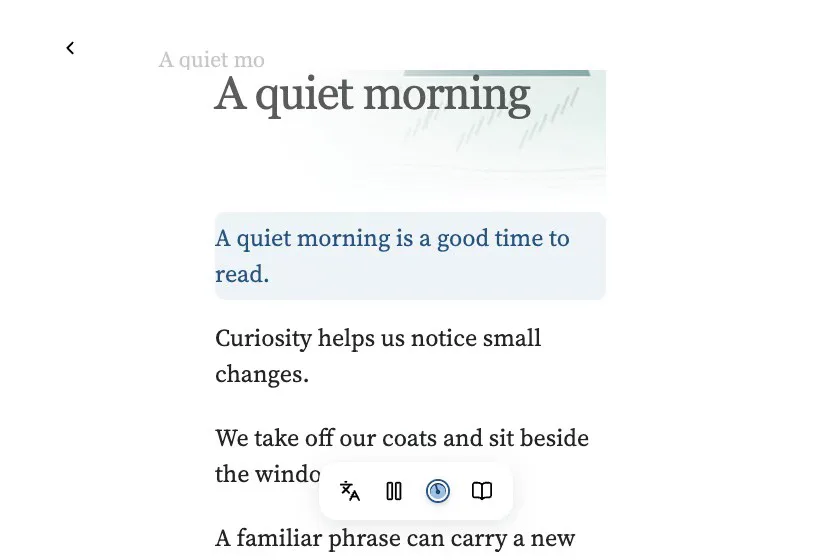 A quiet mo
A quiet morning
A quiet morning is a good time to
read.
Curiosity helps us notice small
changes.
We take off our coats and sit beside
the windo
A familiar phrase can carry a new